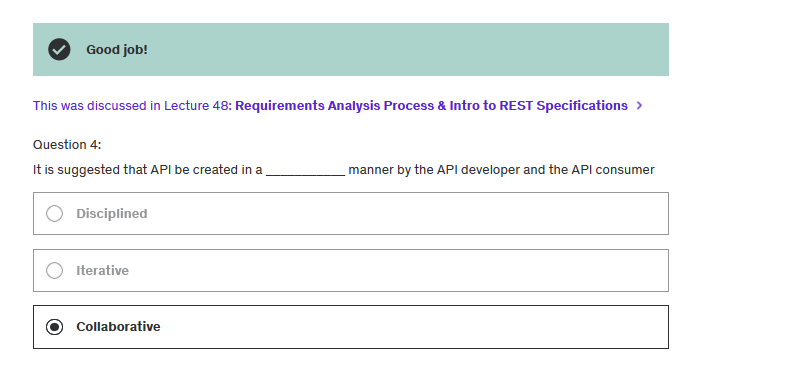 Good job!
This was discussed in Lecture 48: Requirements Analysis Process & Intro to REST Specifications >
Question 4:
It is suggested that API be created in a ___________ manner by the API developer and the API consumer
Disciplined
Iterative
Collaborative